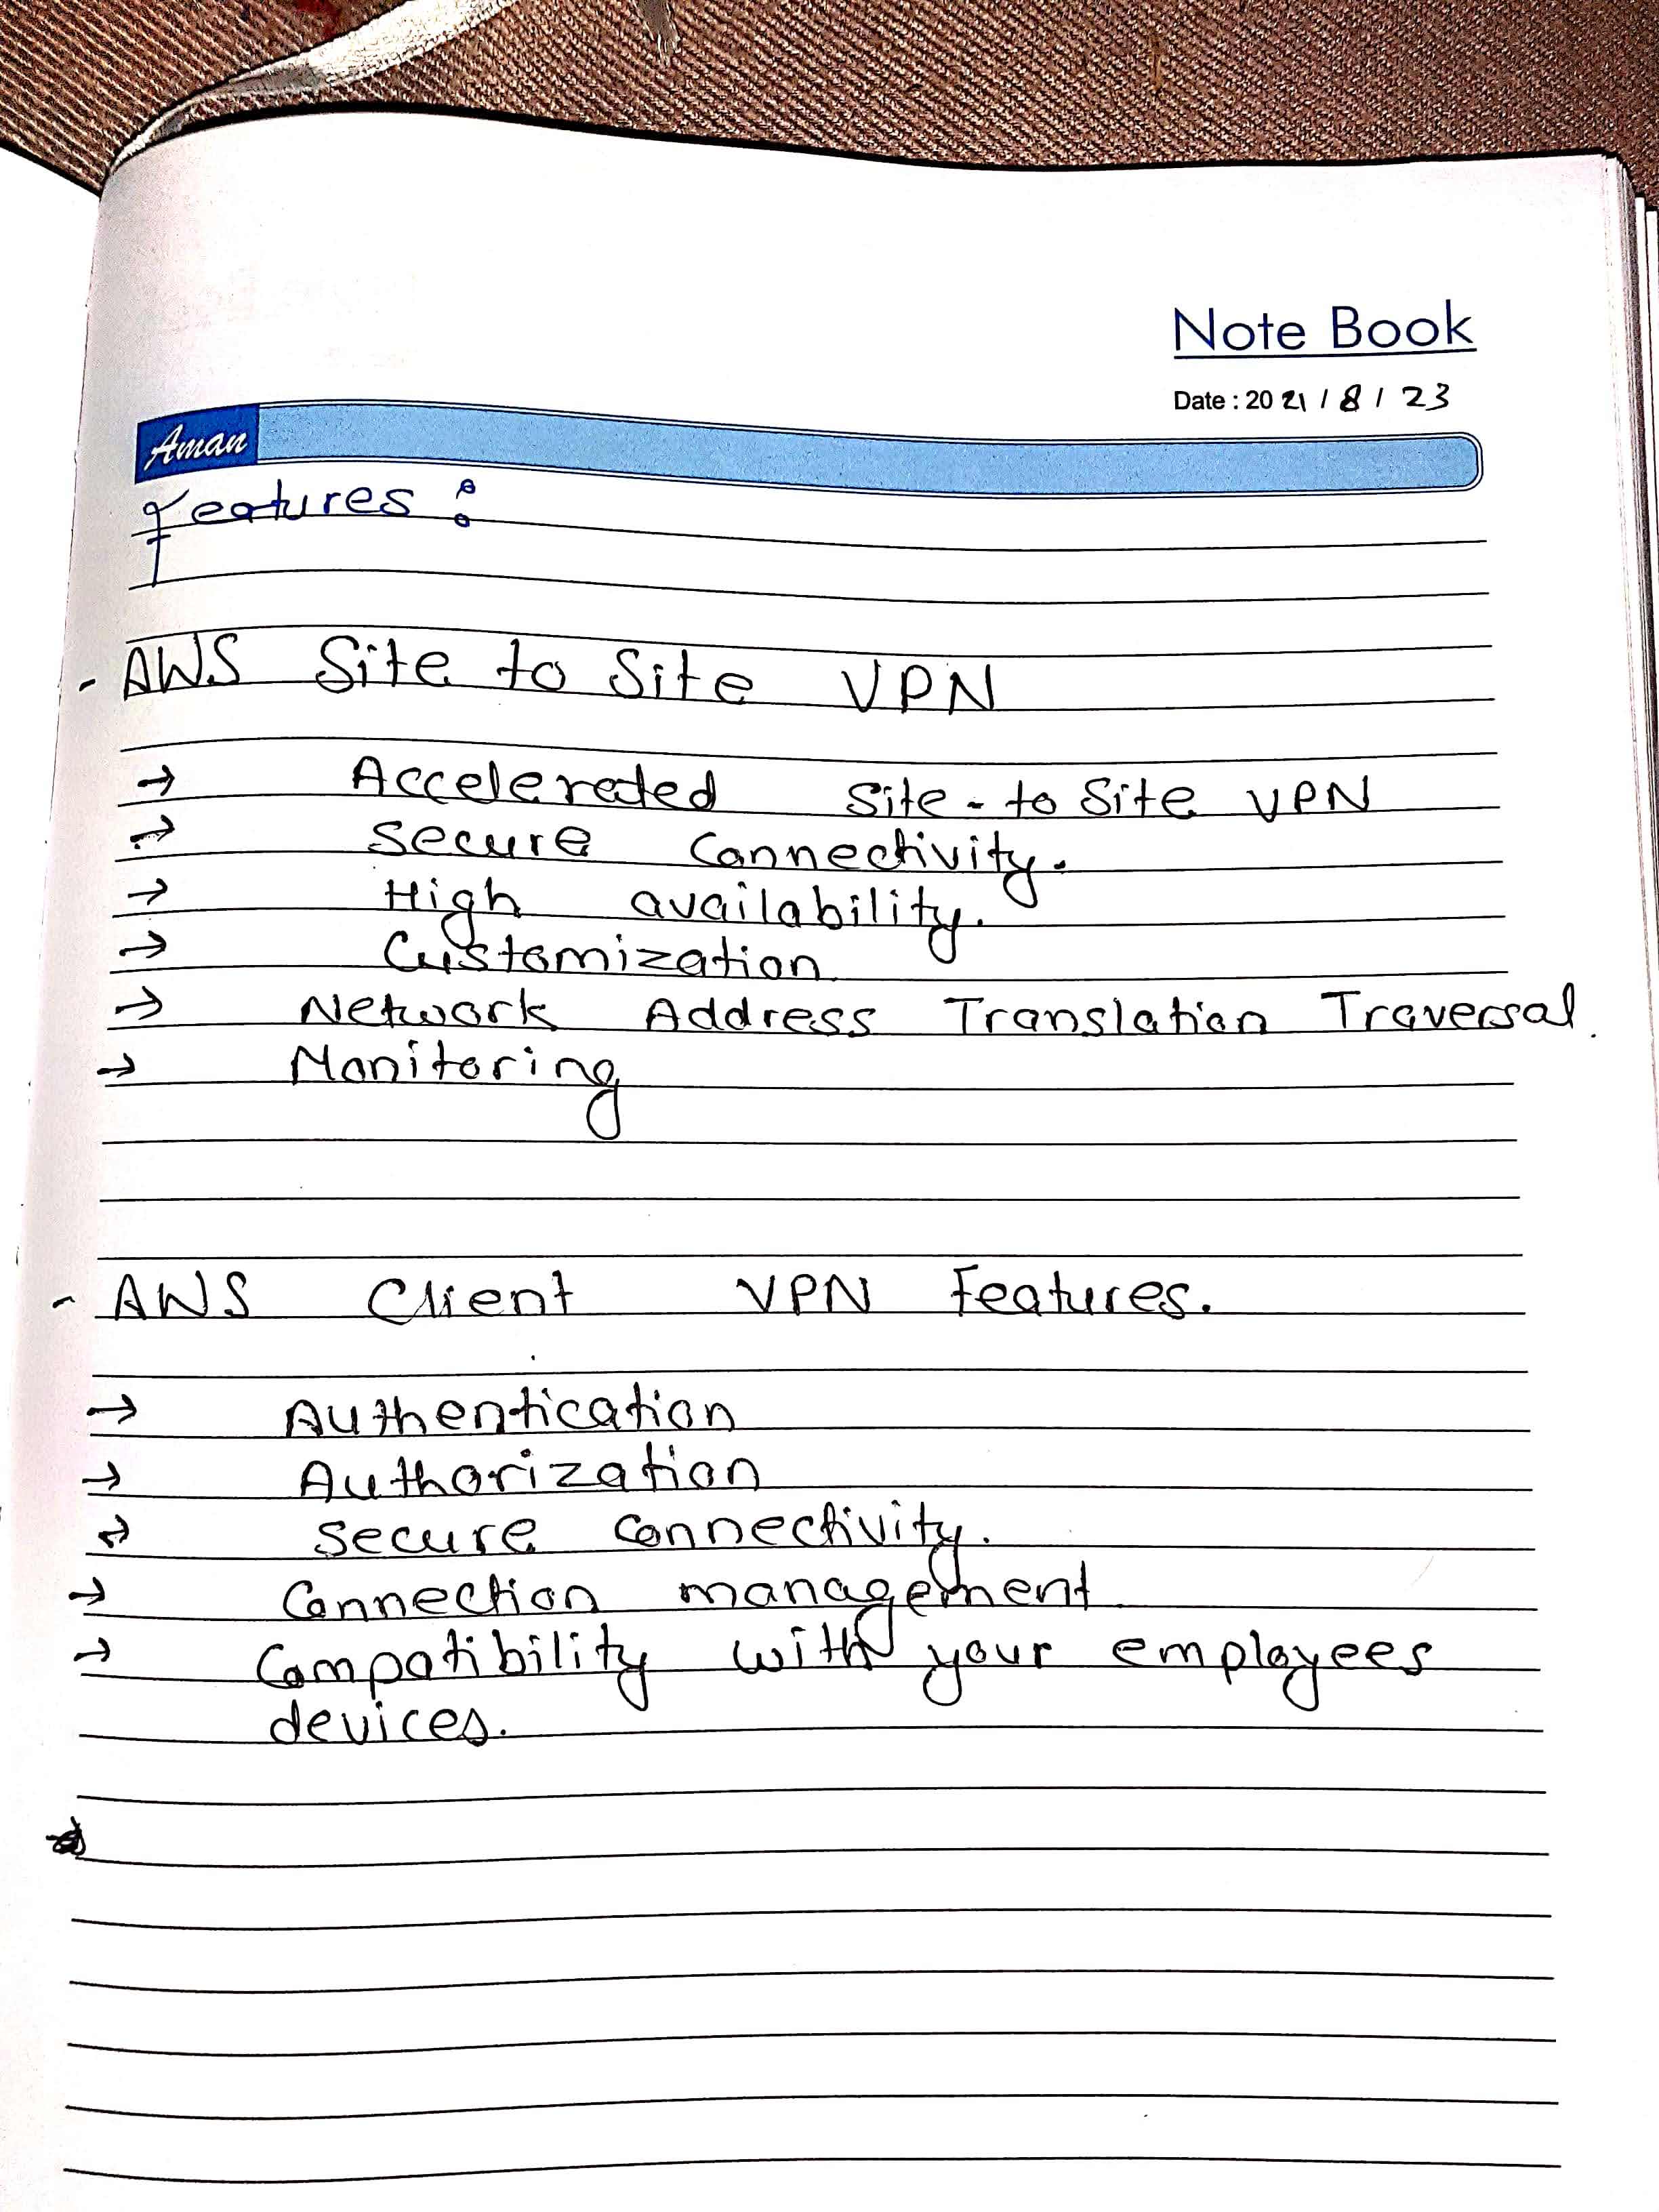 Note Book
Date : 20 21 / 8 / 23
Aman
Features :
- AWS Site to Site VPN
→ Accelerated Site - to Site VPN
→ Secure Connectivity.
→ High availability.
→ Customization
→ Network Address Translation Traversal.
→ Monitoring
- AWS Client VPN Features.
→ Authentication
→ Authorization
→ Secure connectivity.
→ Connection management
→ Compatibility with your employees
devices.